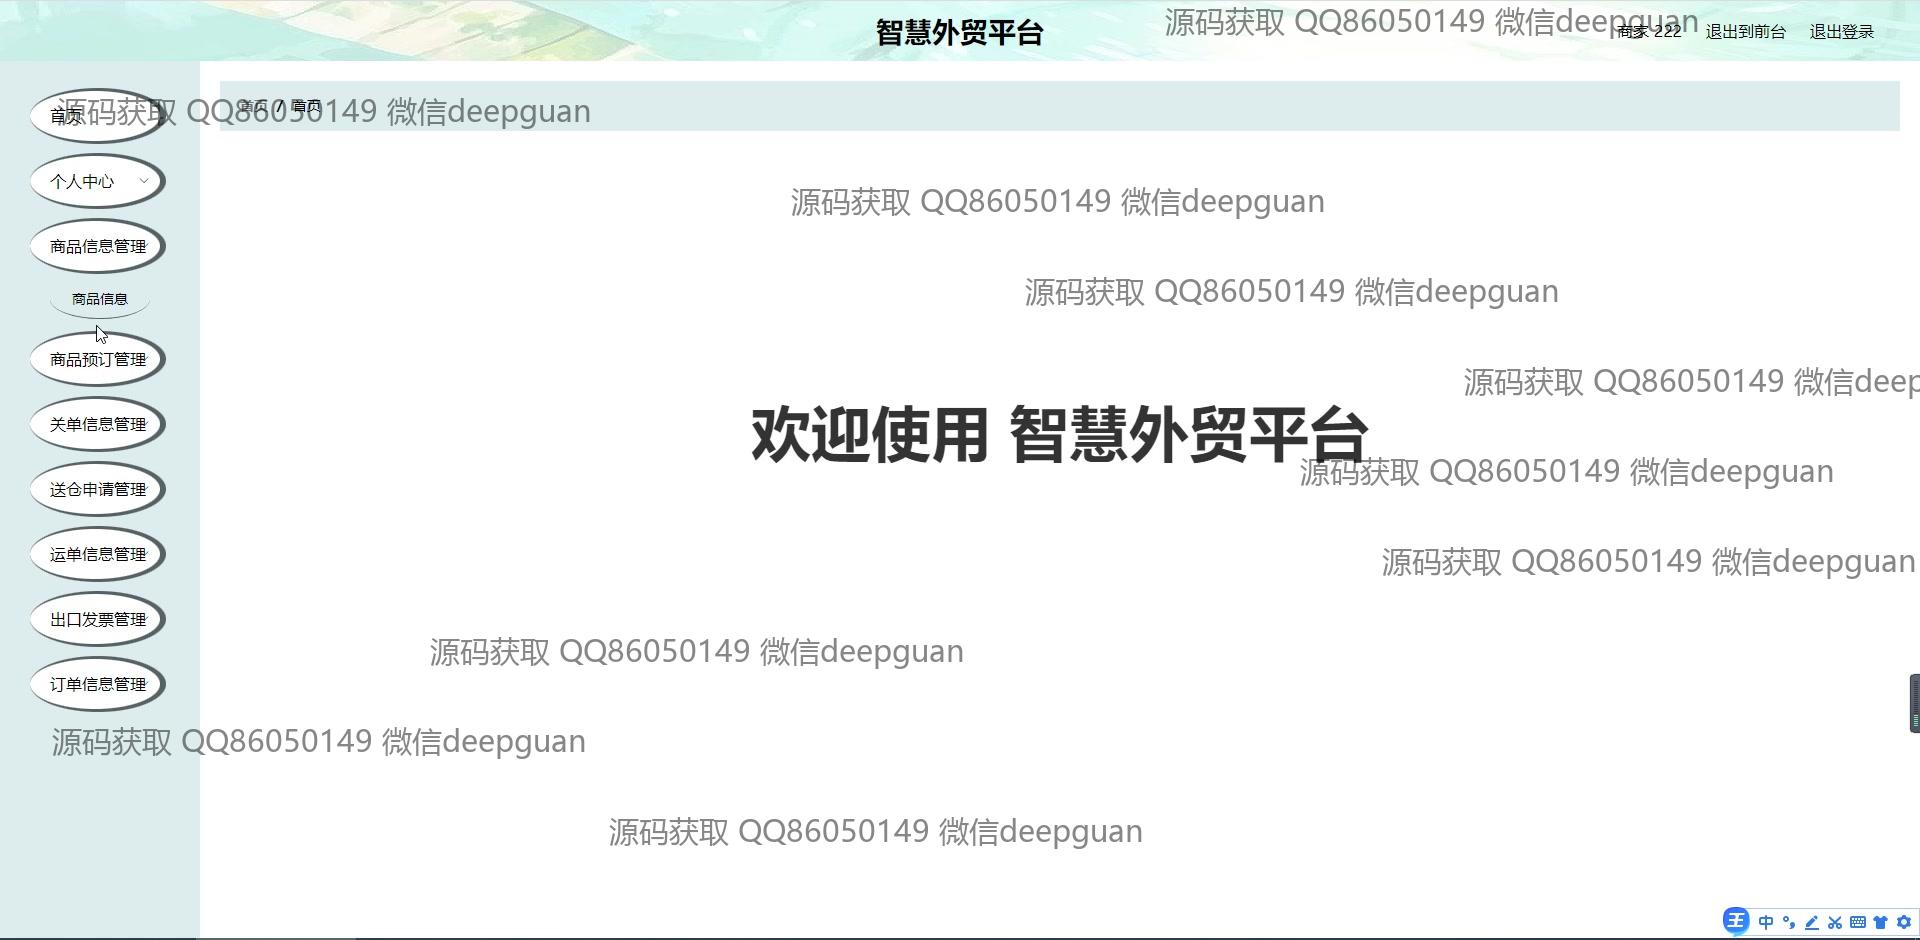 智慧外贸平台
源码获取 QQ86050149 微信deepguan
商家 222 退出到前台 退出登录
首页
首页 / 首页
源码获取 QQ86050149 微信deepguan
个人中心
源码获取 QQ86050149 微信deepguan
商品信息管理
源码获取 QQ86050149 微信deepguan
商品信息
商品预订管理
源码获取 QQ86050149 微信deep
关单信息管理
欢迎使用 智慧外贸平台
源码获取 QQ86050149 微信deepguan
送仓申请管理
运单信息管理
源码获取 QQ86050149 微信deepguan
出口发票管理
源码获取 QQ86050149 微信deepguan
订单信息管理
源码获取 QQ86050149 微信deepguan
源码获取 QQ86050149 微信deepguan
王 中